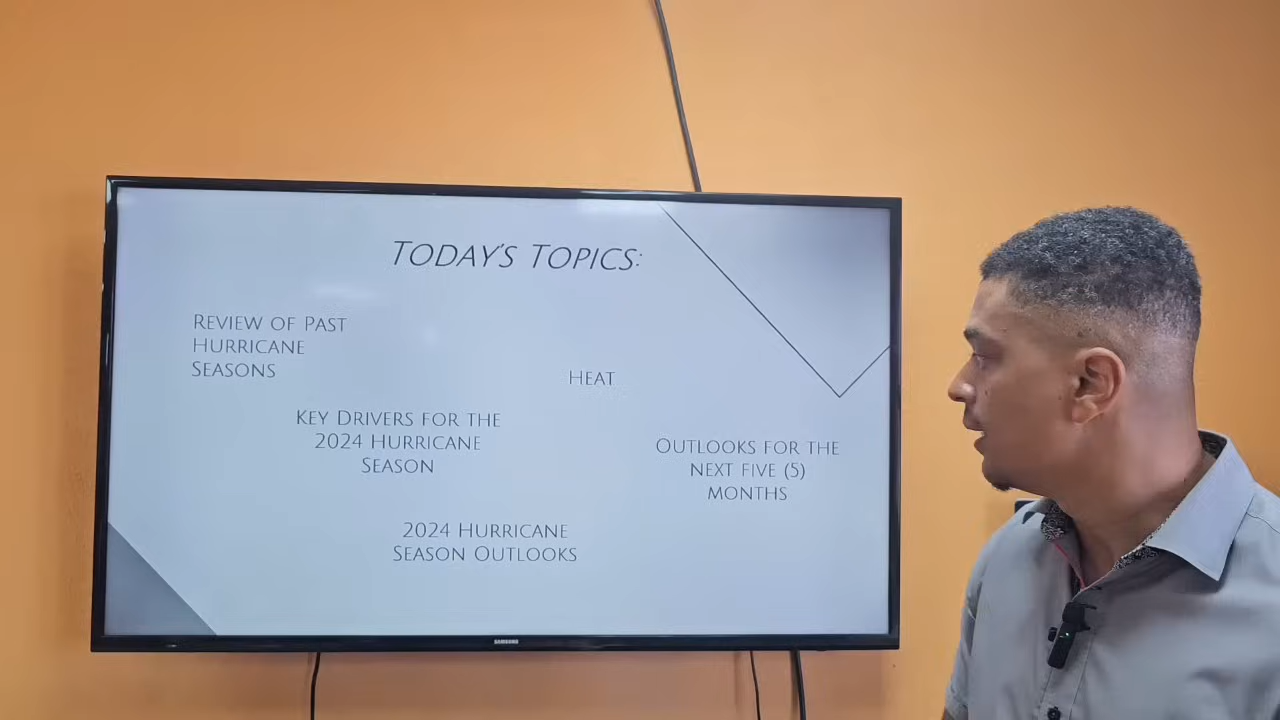 TODAY'S TOPICS:
REVIEW OF PAST
HURRICANE
SEASONS
HEAT
KEY DRIVERS FOR THE
2024 HURRICANE
SEASON
OUTLOOKS FOR THE
NEXT FIVE (5)
MONTHS
2024 HURRICANE
SEASON OUTLOOKS
SAMSUNG